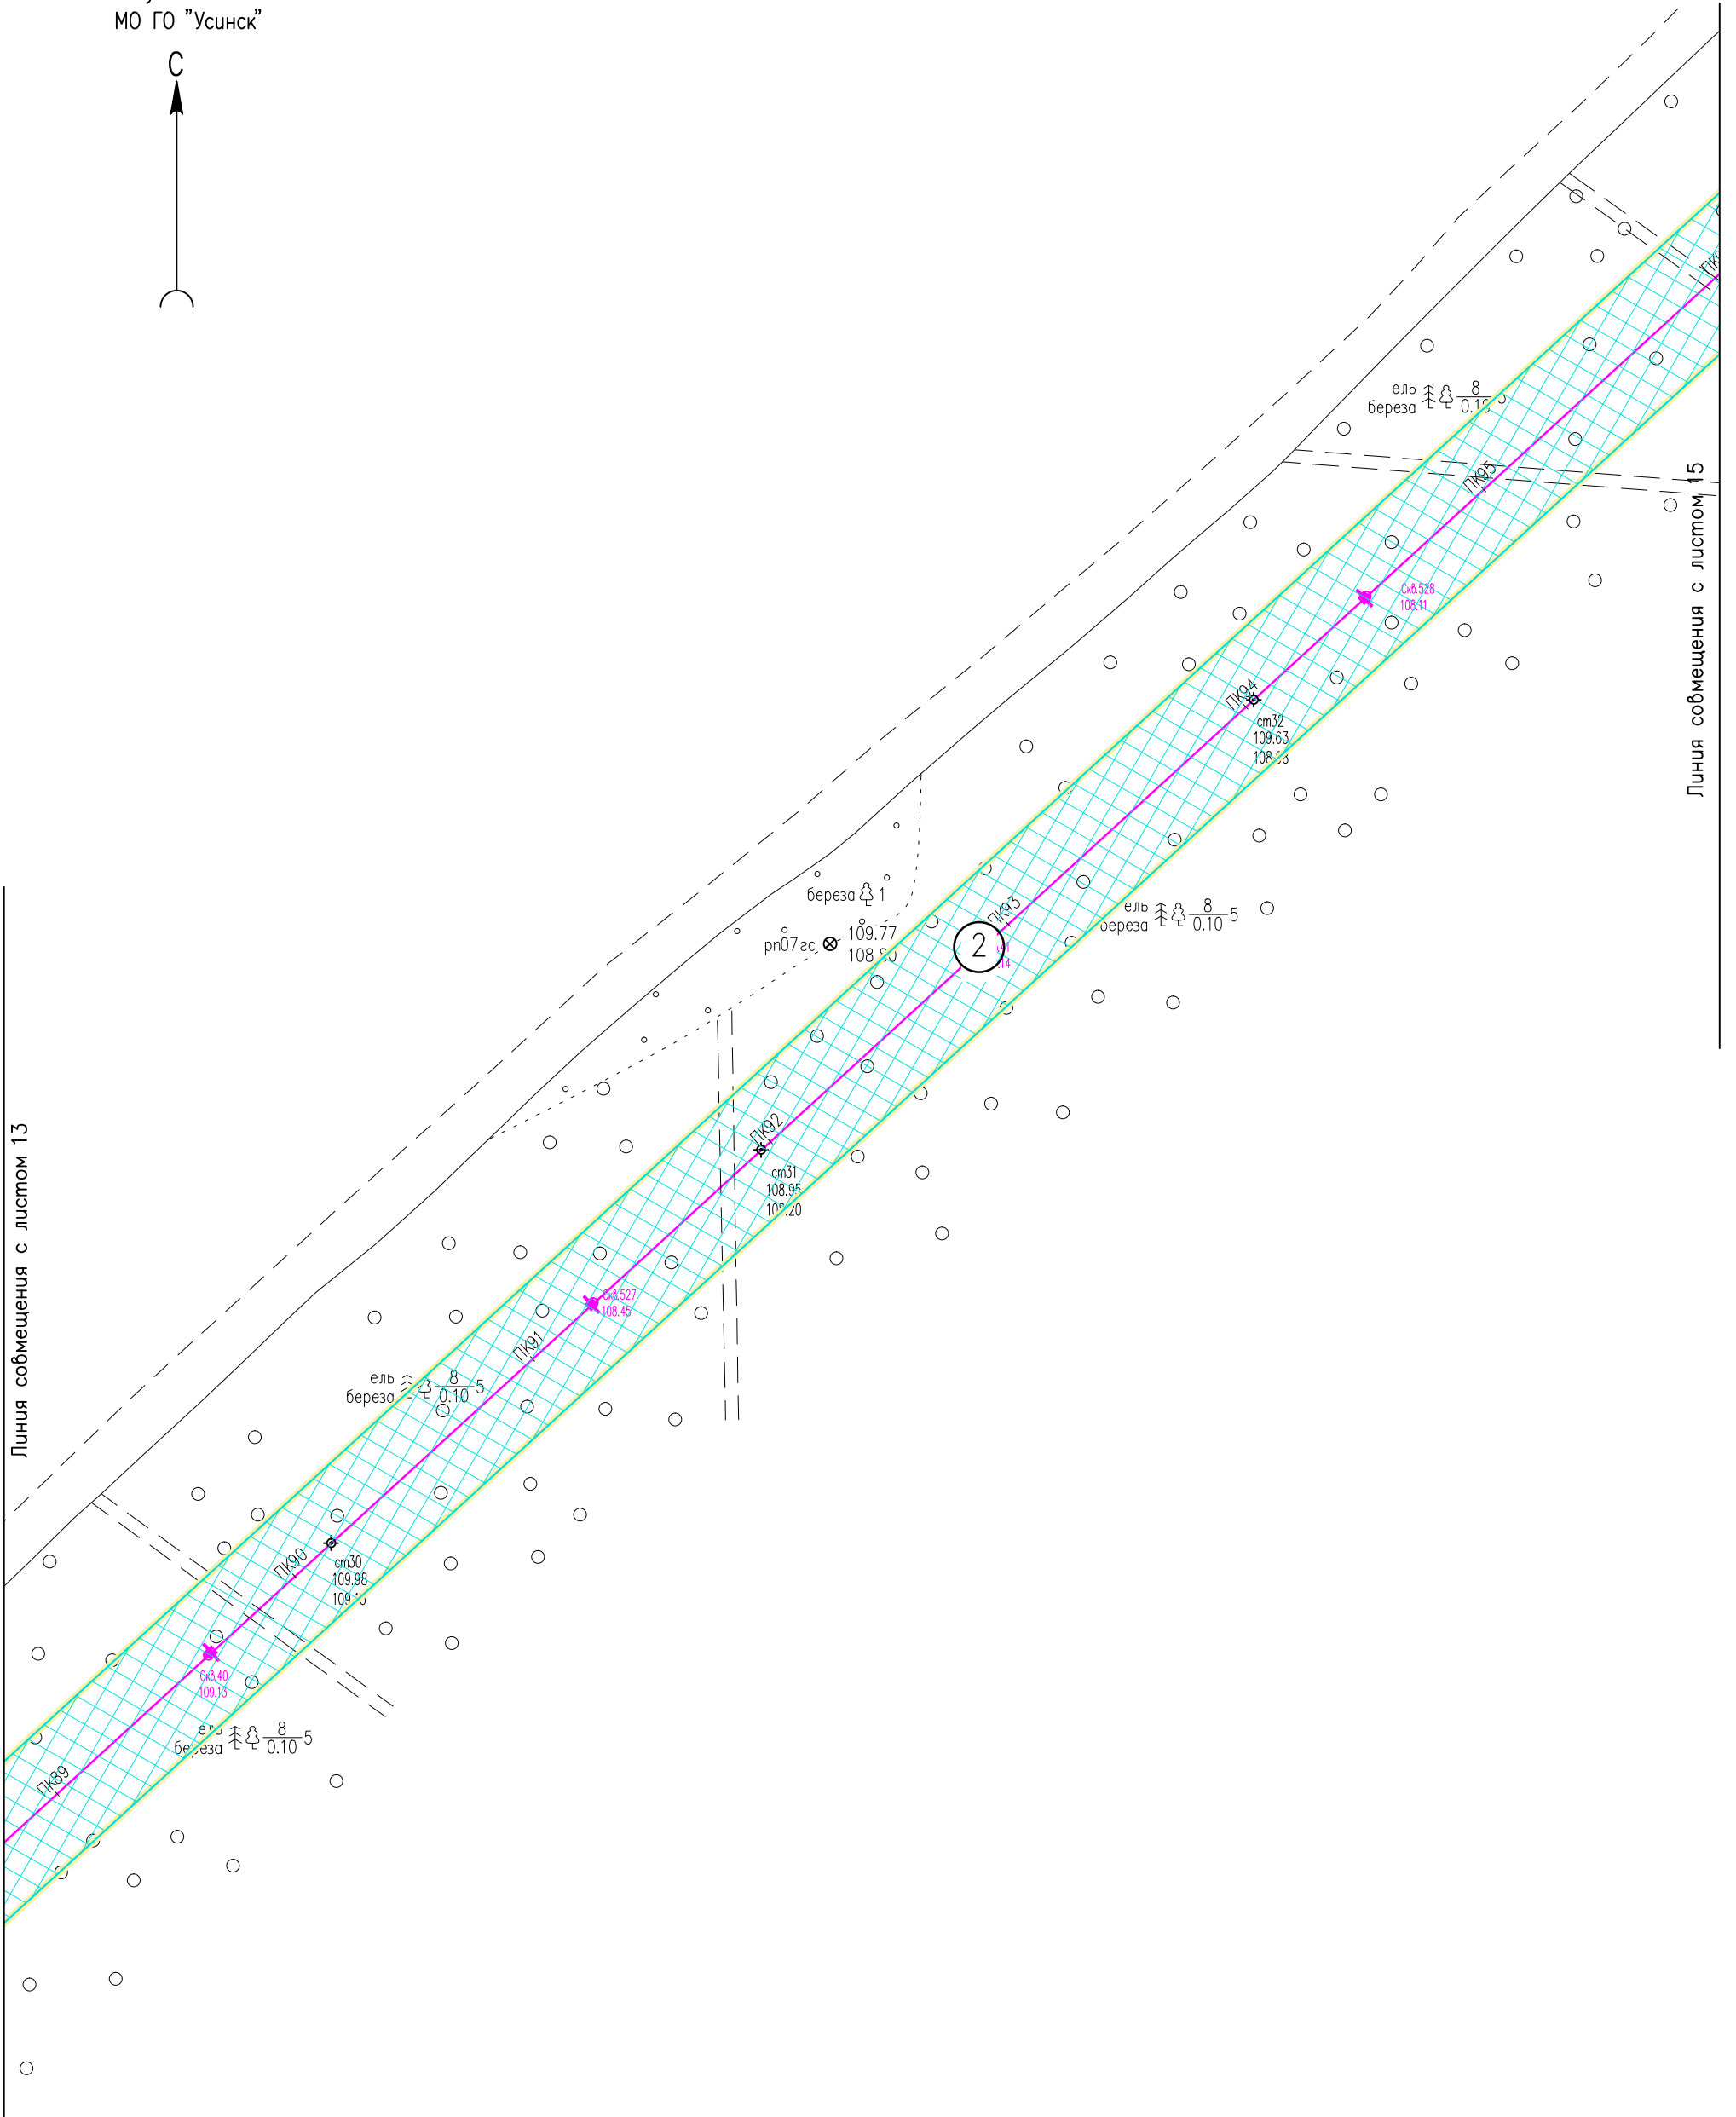 МО ГО "Усинск"
С
Линия совмещения с листом 15
ель
береза
8
ПК95
Скв.528
108.11
ПК94
ст32
109.63
береза 1
ПК93
ель
береза
8
0.10
5
рп07гс
109.77
2
ПК92
ст31
108.95
Линия совмещения с листом 13
Скв.527
108.45
ПК91
ель
береза
8
0.10
5
ПК90
ст30
109.98
Скв.40
109.13
ель
береза
8
0.10
5
ПК89